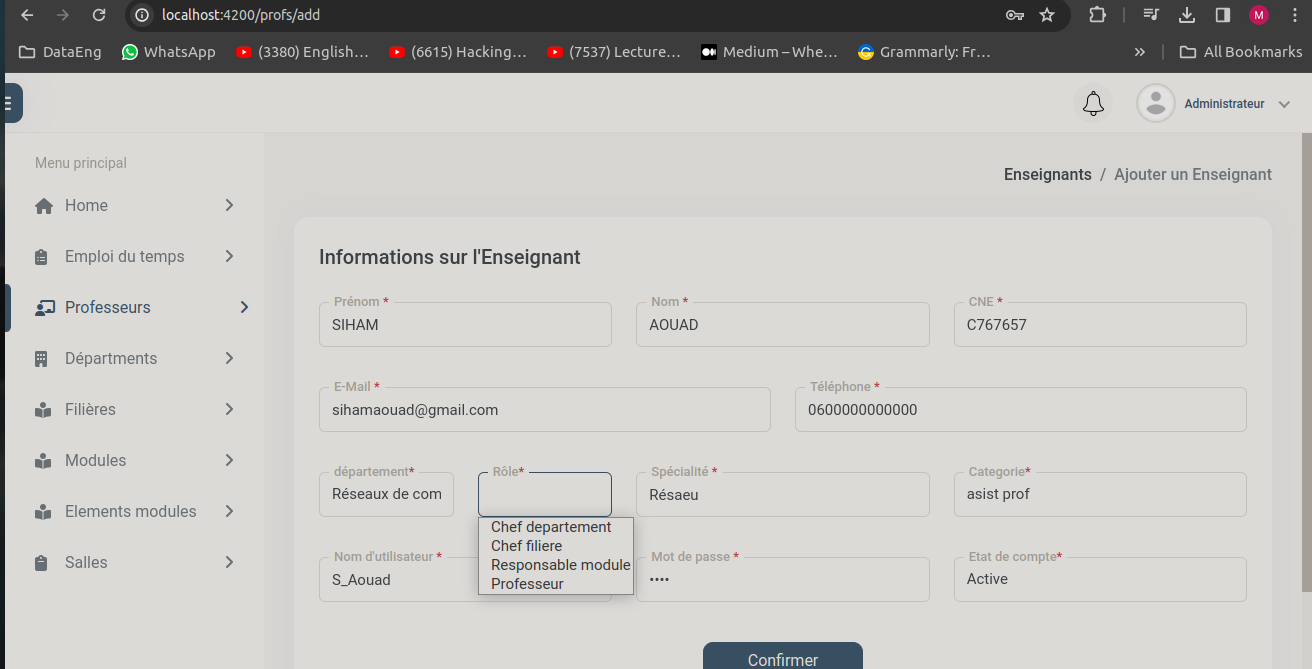 localhost:4200/profs/add
M
DataEng
WhatsApp
(3380) English…
(6615) Hacking…
(7537) Lecture…
Medium – Whe…
Grammarly: Fr…
»
All Bookmarks
Administrateur
Menu principal
Home
Emploi du temps
Professeurs
Départments
Filières
Modules
Elements modules
Salles
Enseignants / Ajouter un Enseignant
Informations sur l'Enseignant
Prénom *
SIHAM
Nom *
AOUAD
CNE *
C767657
E-Mail *
sihamaouad@gmail.com
Téléphone *
0600000000000
département*
Réseaux de com
Rôle*
Chef departement
Chef filiere
Responsable module
Professeur
Spécialité *
Résaeu
Categorie*
asist prof
Nom d'utilisateur *
S_Aouad
Mot de passe *
••••
Etat de compte*
Active
Confirmer